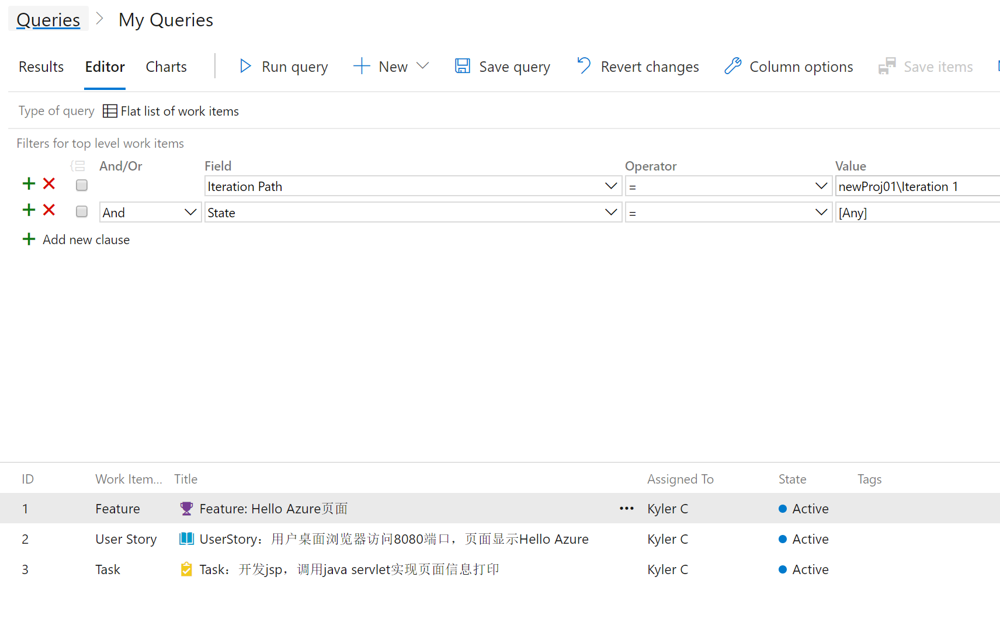 Queries > My Queries
Results Editor Charts Run query New Save query Revert changes Column options Save items
Type of query Flat list of work items
Filters for top level work items
And/Or Field Operator Value
Iteration Path = newProj01\Iteration 1
And State = [Any]
Add new clause
ID Work Item... Title Assigned To State Tags
1 Feature Feature: Hello Azure页面 ••• Kyler C Active
2 User Story UserStory：用户桌面浏览器访问8080端口，页面显示Hello Azure Kyler C Active
3 Task Task：开发jsp，调用java servlet实现页面信息打印 Kyler C Active